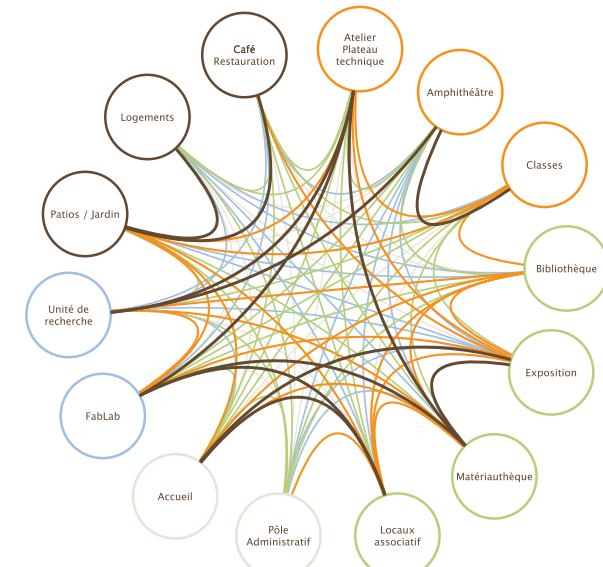 Café
Restauration
Atelier
Plateau
technique
Amphithéâtre
Classes
Bibliothèque
Exposition
Matériauthèque
Locaux
associatif
Pôle
Administratif
Accueil
FabLab
Unité de
recherche
Patios / Jardin
Logements